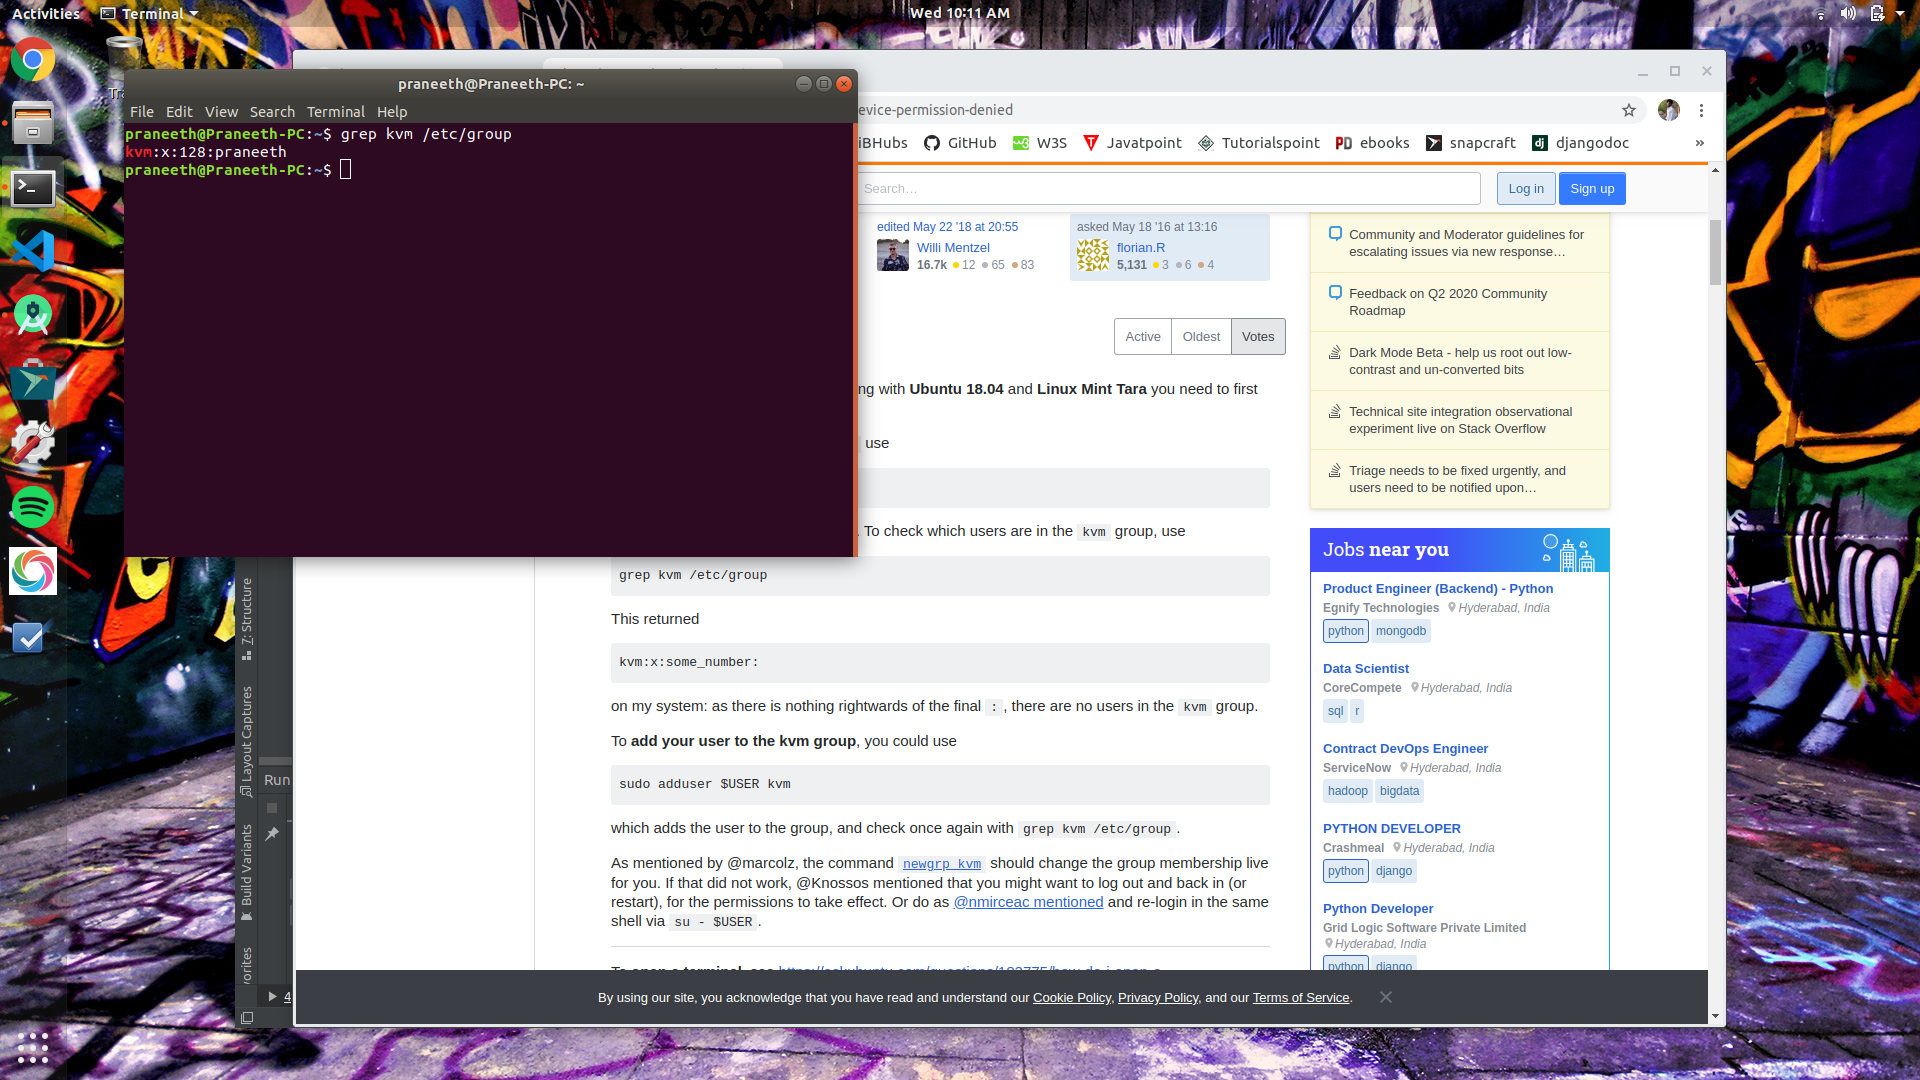 Activities
Terminal
Wed 10:11 AM
praneeth@Praneeth-PC: ~
File Edit View Search Terminal Help
praneeth@Praneeth-PC:~$ grep kvm /etc/group
kvm:x:128:praneeth
praneeth@Praneeth-PC:~$
evice-permission-denied
iBHubs GitHub W3S Javatpoint Tutorialspoint ebooks snapcraft djangodoc »
Search…
Log in
Sign up
edited May 22 '18 at 20:55
Willi Mentzel
16.7k 12 65 83
asked May 18 '16 at 13:16
florian.R
5,131 3 6 4
Active Oldest Votes
ng with Ubuntu 18.04 and Linux Mint Tara you need to first
use
. To check which users are in the kvm group, use
grep kvm /etc/group
This returned
kvm:x:some_number:
on my system: as there is nothing rightwards of the final :, there are no users in the kvm group.
To add your user to the kvm group, you could use
sudo adduser $USER kvm
which adds the user to the group, and check once again with grep kvm /etc/group.
As mentioned by @marcolz, the command newgrp kvm should change the group membership live
for you. If that did not work, @Knossos mentioned that you might want to log out and back in (or
restart), for the permissions to take effect. Or do as @nmirceac mentioned and re-login in the same
shell via su - $USER.
Community and Moderator guidelines for
escalating issues via new response…
Feedback on Q2 2020 Community
Roadmap
Dark Mode Beta - help us root out low-
contrast and un-converted bits
Technical site integration observational
experiment live on Stack Overflow
Triage needs to be fixed urgently, and
users need to be notified upon…
Jobs near you
Product Engineer (Backend) - Python
Egnify Technologies Hyderabad, India
python mongodb
Data Scientist
CoreCompete Hyderabad, India
sql r
Contract DevOps Engineer
ServiceNow Hyderabad, India
hadoop bigdata
PYTHON DEVELOPER
Crashmeal Hyderabad, India
python django
Python Developer
Grid Logic Software Private Limited
Hyderabad, India
python django
7: Structure
Layout Captures
Build Variants
vorites
Run
4
By using our site, you acknowledge that you have read and understand our Cookie Policy, Privacy Policy, and our Terms of Service.